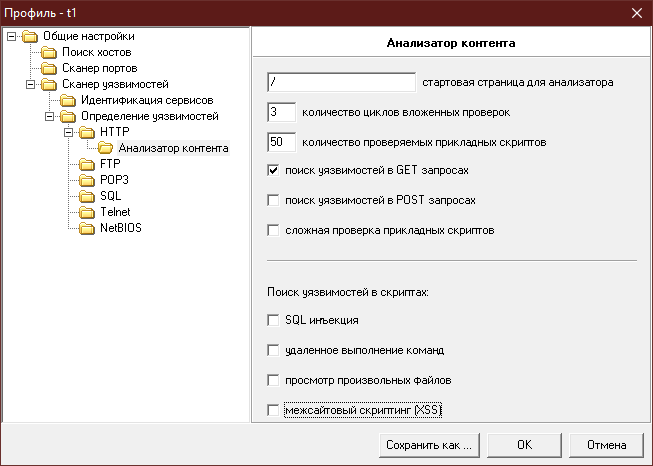 Профиль - t1
Общие настройки
Поиск хостов
Сканер портов
Сканер уязвимостей
Идентификация сервисов
Определение уязвимостей
HTTP
Анализатор контента
FTP
POP3
SQL
Telnet
NetBIOS
Анализатор контента
/ стартовая страница для анализатора
3 количество циклов вложенных проверок
50 количество проверяемых прикладных скриптов
поиск уязвимостей в GET запросах
поиск уязвимостей в POST запросах
сложная проверка прикладных скриптов
Поиск уязвимостей в скриптах:
SQL инъекция
удаленное выполнение команд
просмотр произвольных файлов
межсайтовый скриптинг (XSS)
Сохранить как ... OK Отмена